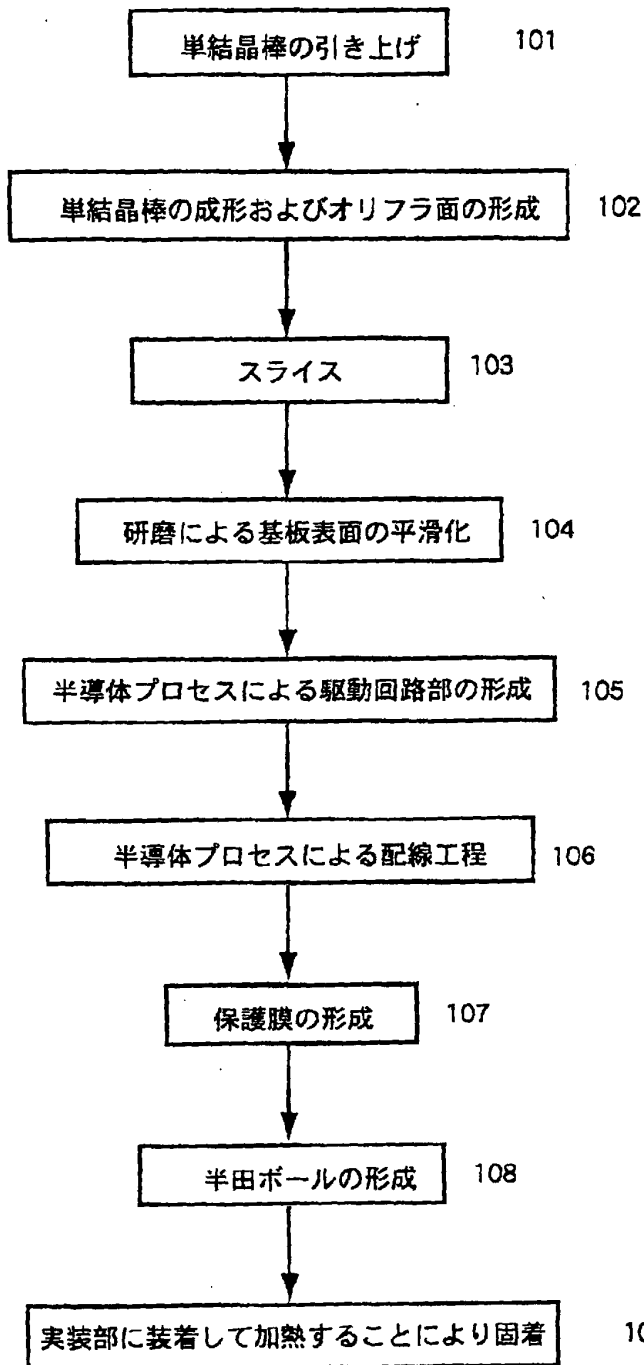 単結晶棒の引き上げ 101
単結晶棒の成形およびオリフラ面の形成 102
スライス 103
研磨による基板表面の平滑化 104
半導体プロセスによる駆動回路部の形成 105
半導体プロセスによる配線工程 106
保護膜の形成 107
半田ボールの形成 108
実装部に装着して加熱することにより固着